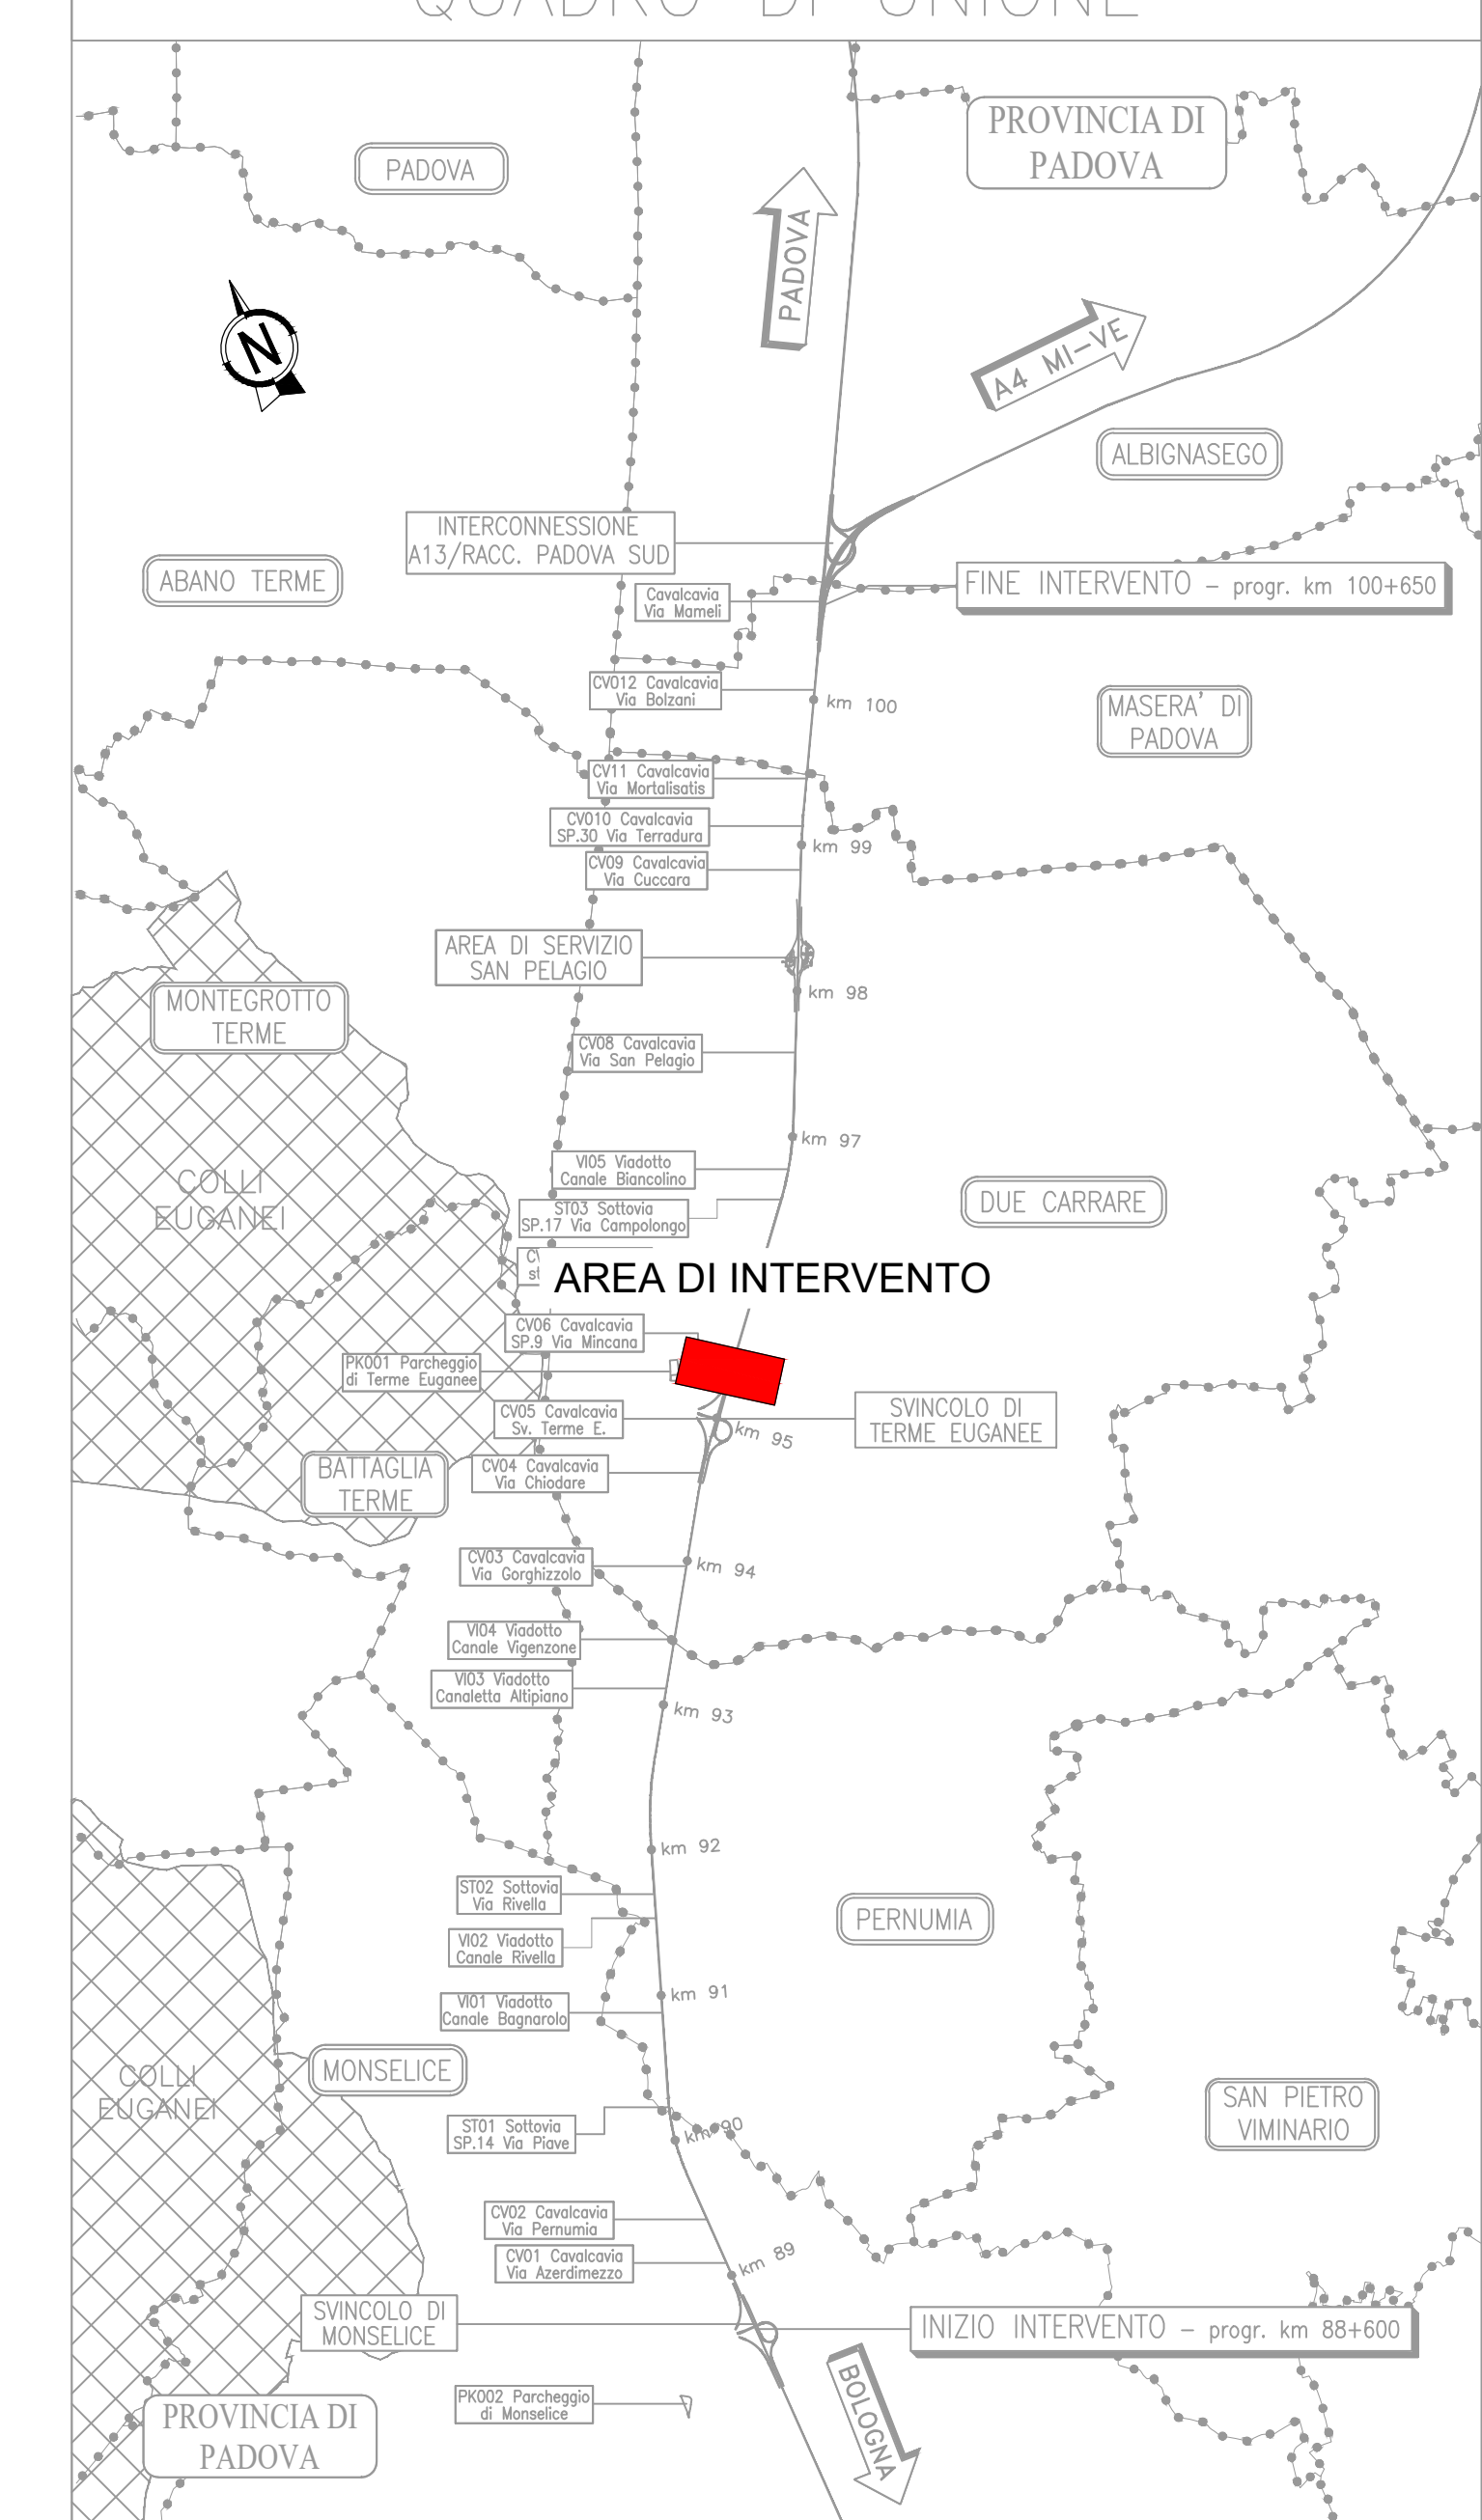 QUADRO DI UNIONE
PROVINCIA DI
PADOVA
PADOVA
PADOVA
N
A4 MI-VE
ALBIGNASEGO
INTERCONNESSIONE
A13/RACC. PADOVA SUD
ABANO TERME
FINE INTERVENTO - progr. km 100+650
Cavalcavia
Via Mameli
CV012 Cavalcavia
Via Bolzani
km 100
MASERA' DI
PADOVA
CV11 Cavalcavia
Via Mortalisatis
CV010 Cavalcavia
SP.30 Via Terradura
km 99
CV09 Cavalcavia
Via Cuccara
AREA DI SERVIZIO
SAN PELAGIO
km 98
MONTEGROTTO
TERME
CV08 Cavalcavia
Via San Pelagio
km 97
VI05 Viadotto
Canale Biancolino
COLLI
EUGANEI
DUE CARRARE
ST03 Sottovia
SP.17 Via Campolongo
AREA DI INTERVENTO
CV06 Cavalcavia
SP.9 Via Mincana
PK001 Parcheggio
di Terme Euganee
CV05 Cavalcavia
Sv. Terme E.
SVINCOLO DI
TERME EUGANEE
km 95
BATTAGLIA
TERME
CV04 Cavalcavia
Via Chiodare
CV03 Cavalcavia
Via Gorghizzolo
km 94
VI04 Viadotto
Canale Vigenzone
VI03 Viadotto
Canaletta Altipiano
km 93
km 92
ST02 Sottovia
Via Rivella
PERNUMIA
VI02 Viadotto
Canale Rivella
km 91
VI01 Viadotto
Canale Bagnarolo
MONSELICE
COLLI
EUGANEI
SAN PIETRO
VIMINARIO
ST01 Sottovia
SP.14 Via Piave
km 90
CV02 Cavalcavia
Via Pernumia
CV01 Cavalcavia
Via Azerdimezzo
km 89
SVINCOLO DI
MONSELICE
INIZIO INTERVENTO - progr. km 88+600
PK002 Parcheggio
di Monselice
BOLOGNA
PROVINCIA DI
PADOVA